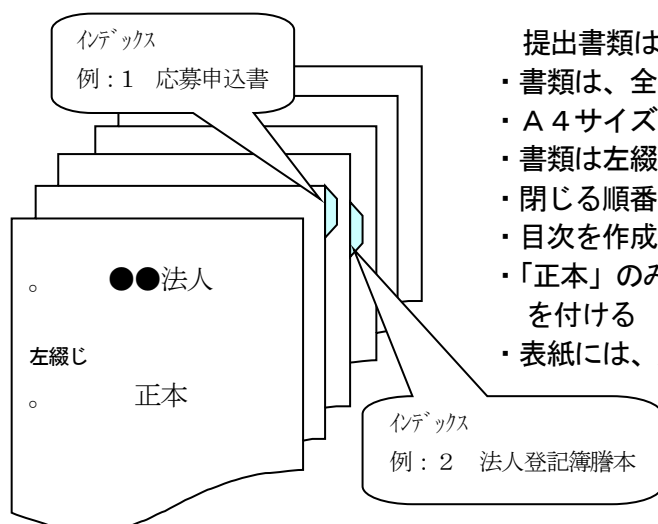 インデックス
例：1　応募申込書
●●法人
左綴じ
正本
インデックス
例：２　法人登記簿謄本
提出書類は
・書類は、全
・Ａ４サイズ
・書類は左綴
・閉じる順番
・目次を作成
・「正本」のみ
を付ける
・表紙には、